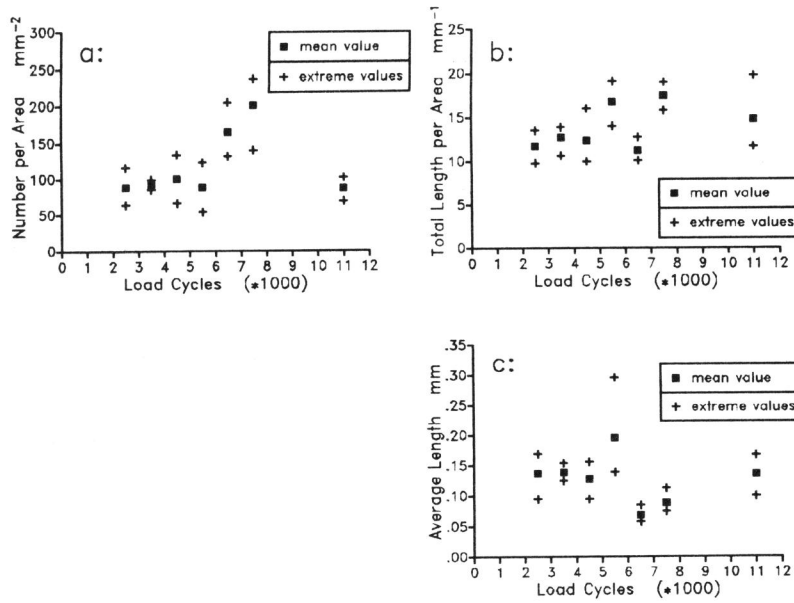 a:
Number per Area mm-2
300
250
200
150
100
50
0
0 1 2 3 4 5 6 7 8 9 10 11 12
Load Cycles (*1000)
■ mean value
+ extreme values
b:
Total Length per Area mm-1
25
20
15
10
5
0
0 1 2 3 4 5 6 7 8 9 10 11 12
Load Cycles (*1000)
■ mean value
+ extreme values
c:
Average Length mm
.35
.30
.25
.20
.15
.10
.05
.00
0 1 2 3 4 5 6 7 8 9 10 11 12
Load Cycles (*1000)
■ mean value
+ extreme values